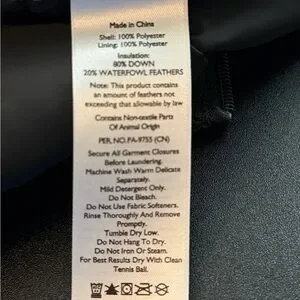 Made in China
Shell: 100% Polyester
Lining: 100% Polyester
Insulation:
80% DOWN
20% WATERFOWL FEATHERS
Note: This product contains
an amount of feathers not
exceeding that allowable by law
Contains Non-textile Parts
Of Animal Origin
PER. NO. PA-9755 (CN)
Secure All Garment Closures
Before Laundering.
Machine Wash Warm Delicate
Separately.
Mild Detergent Only.
Do Not Bleach.
Do Not Use Fabric Softeners.
Rinse Thoroughly And Remove
Promptly.
Tumble Dry Low.
Do Not Hang To Dry.
Do Not Iron Or Steam.
For Best Results Dry With Clean
Tennis Ball.